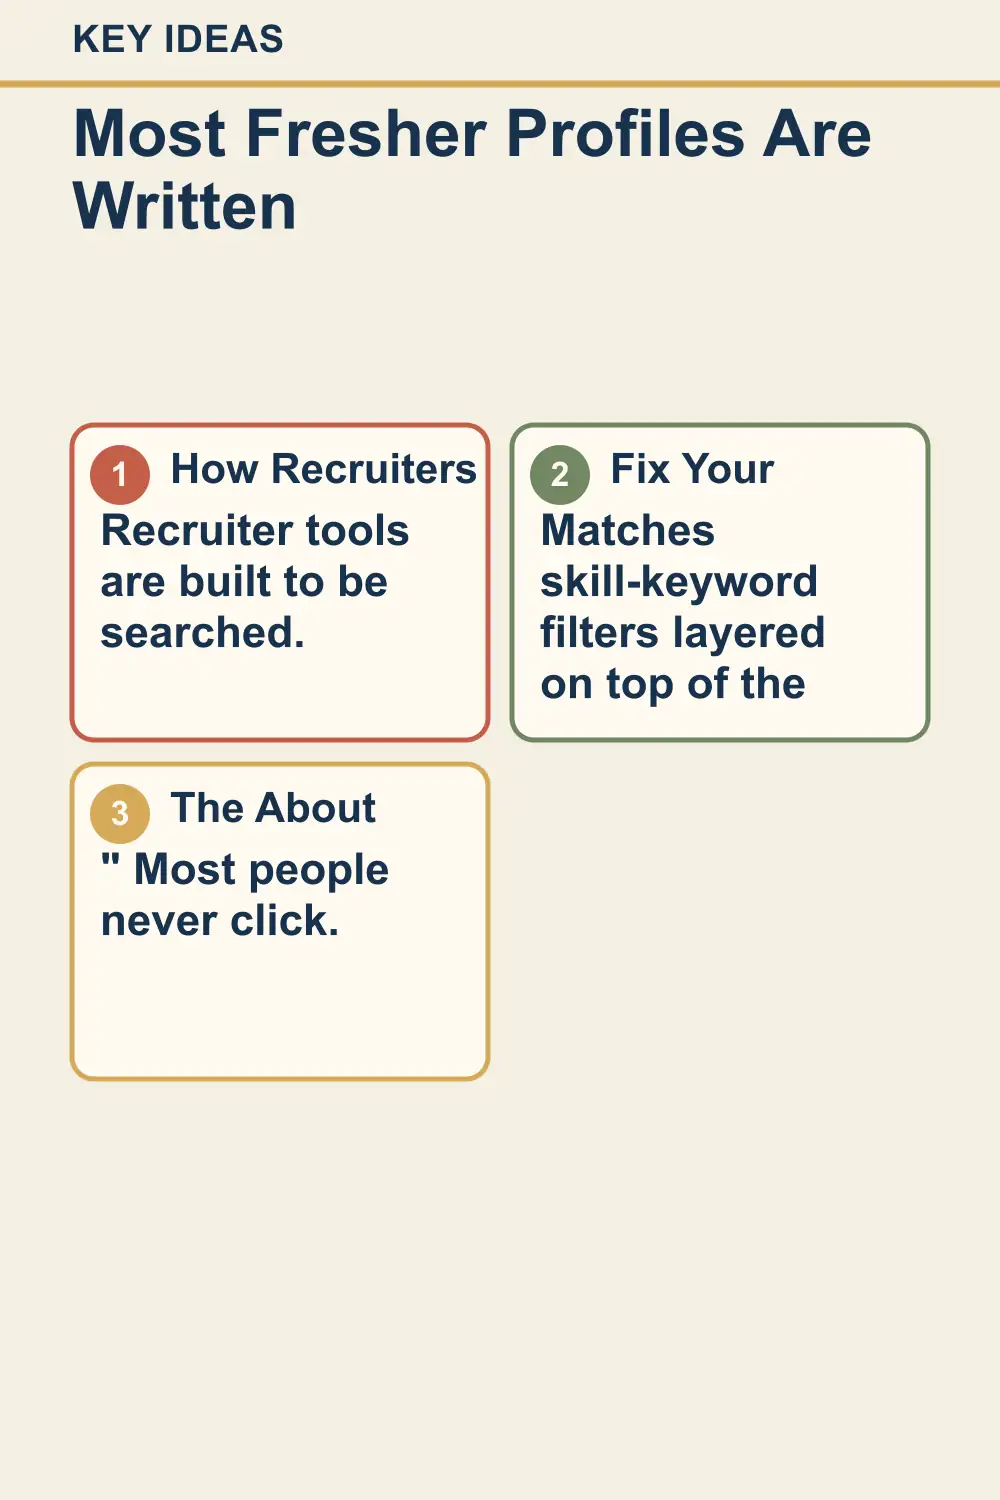 KEY IDEAS
Most Fresher Profiles Are
Written
1 How Recruiters
Recruiter tools
are built to be
searched.
2 Fix Your
Matches
skill-keyword
filters layered
on top of the
3 The About
" Most people
never click.